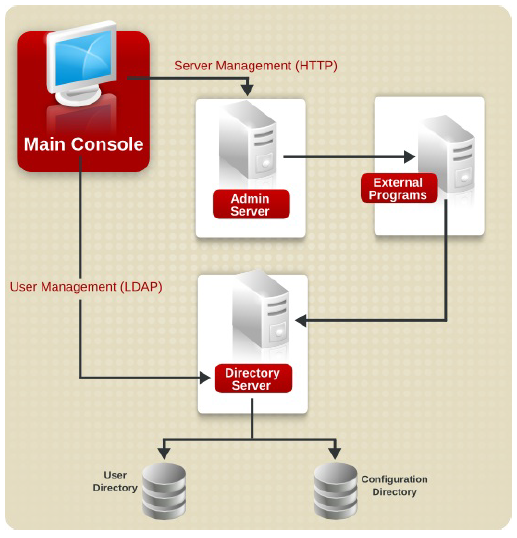 Server Management (HTTP)
Main Console
Admin
Server
External
Programs
User Management (LDAP)
Directory
Server
User
Directory
Configuration
Directory